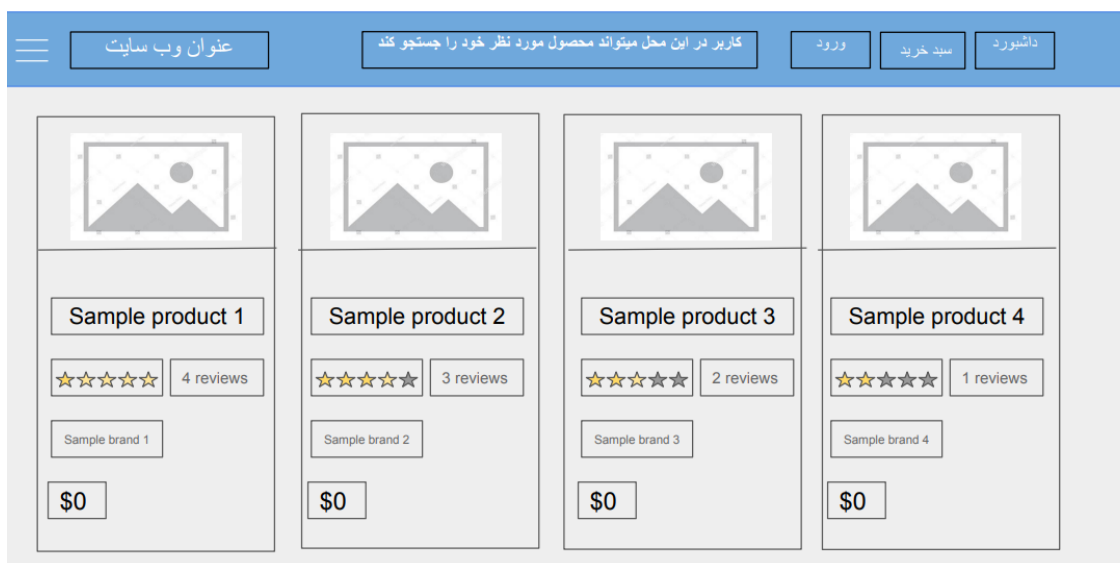 عنوان وب سایت
کاربر در این محل میتواند محصول مورد نظر خود را جستجو کند
ورود
سبد خرید
داشبورد
Sample product 1
4 reviews
Sample brand 1
$0
Sample product 2
3 reviews
Sample brand 2
$0
Sample product 3
2 reviews
Sample brand 3
$0
Sample product 4
1 reviews
Sample brand 4
$0